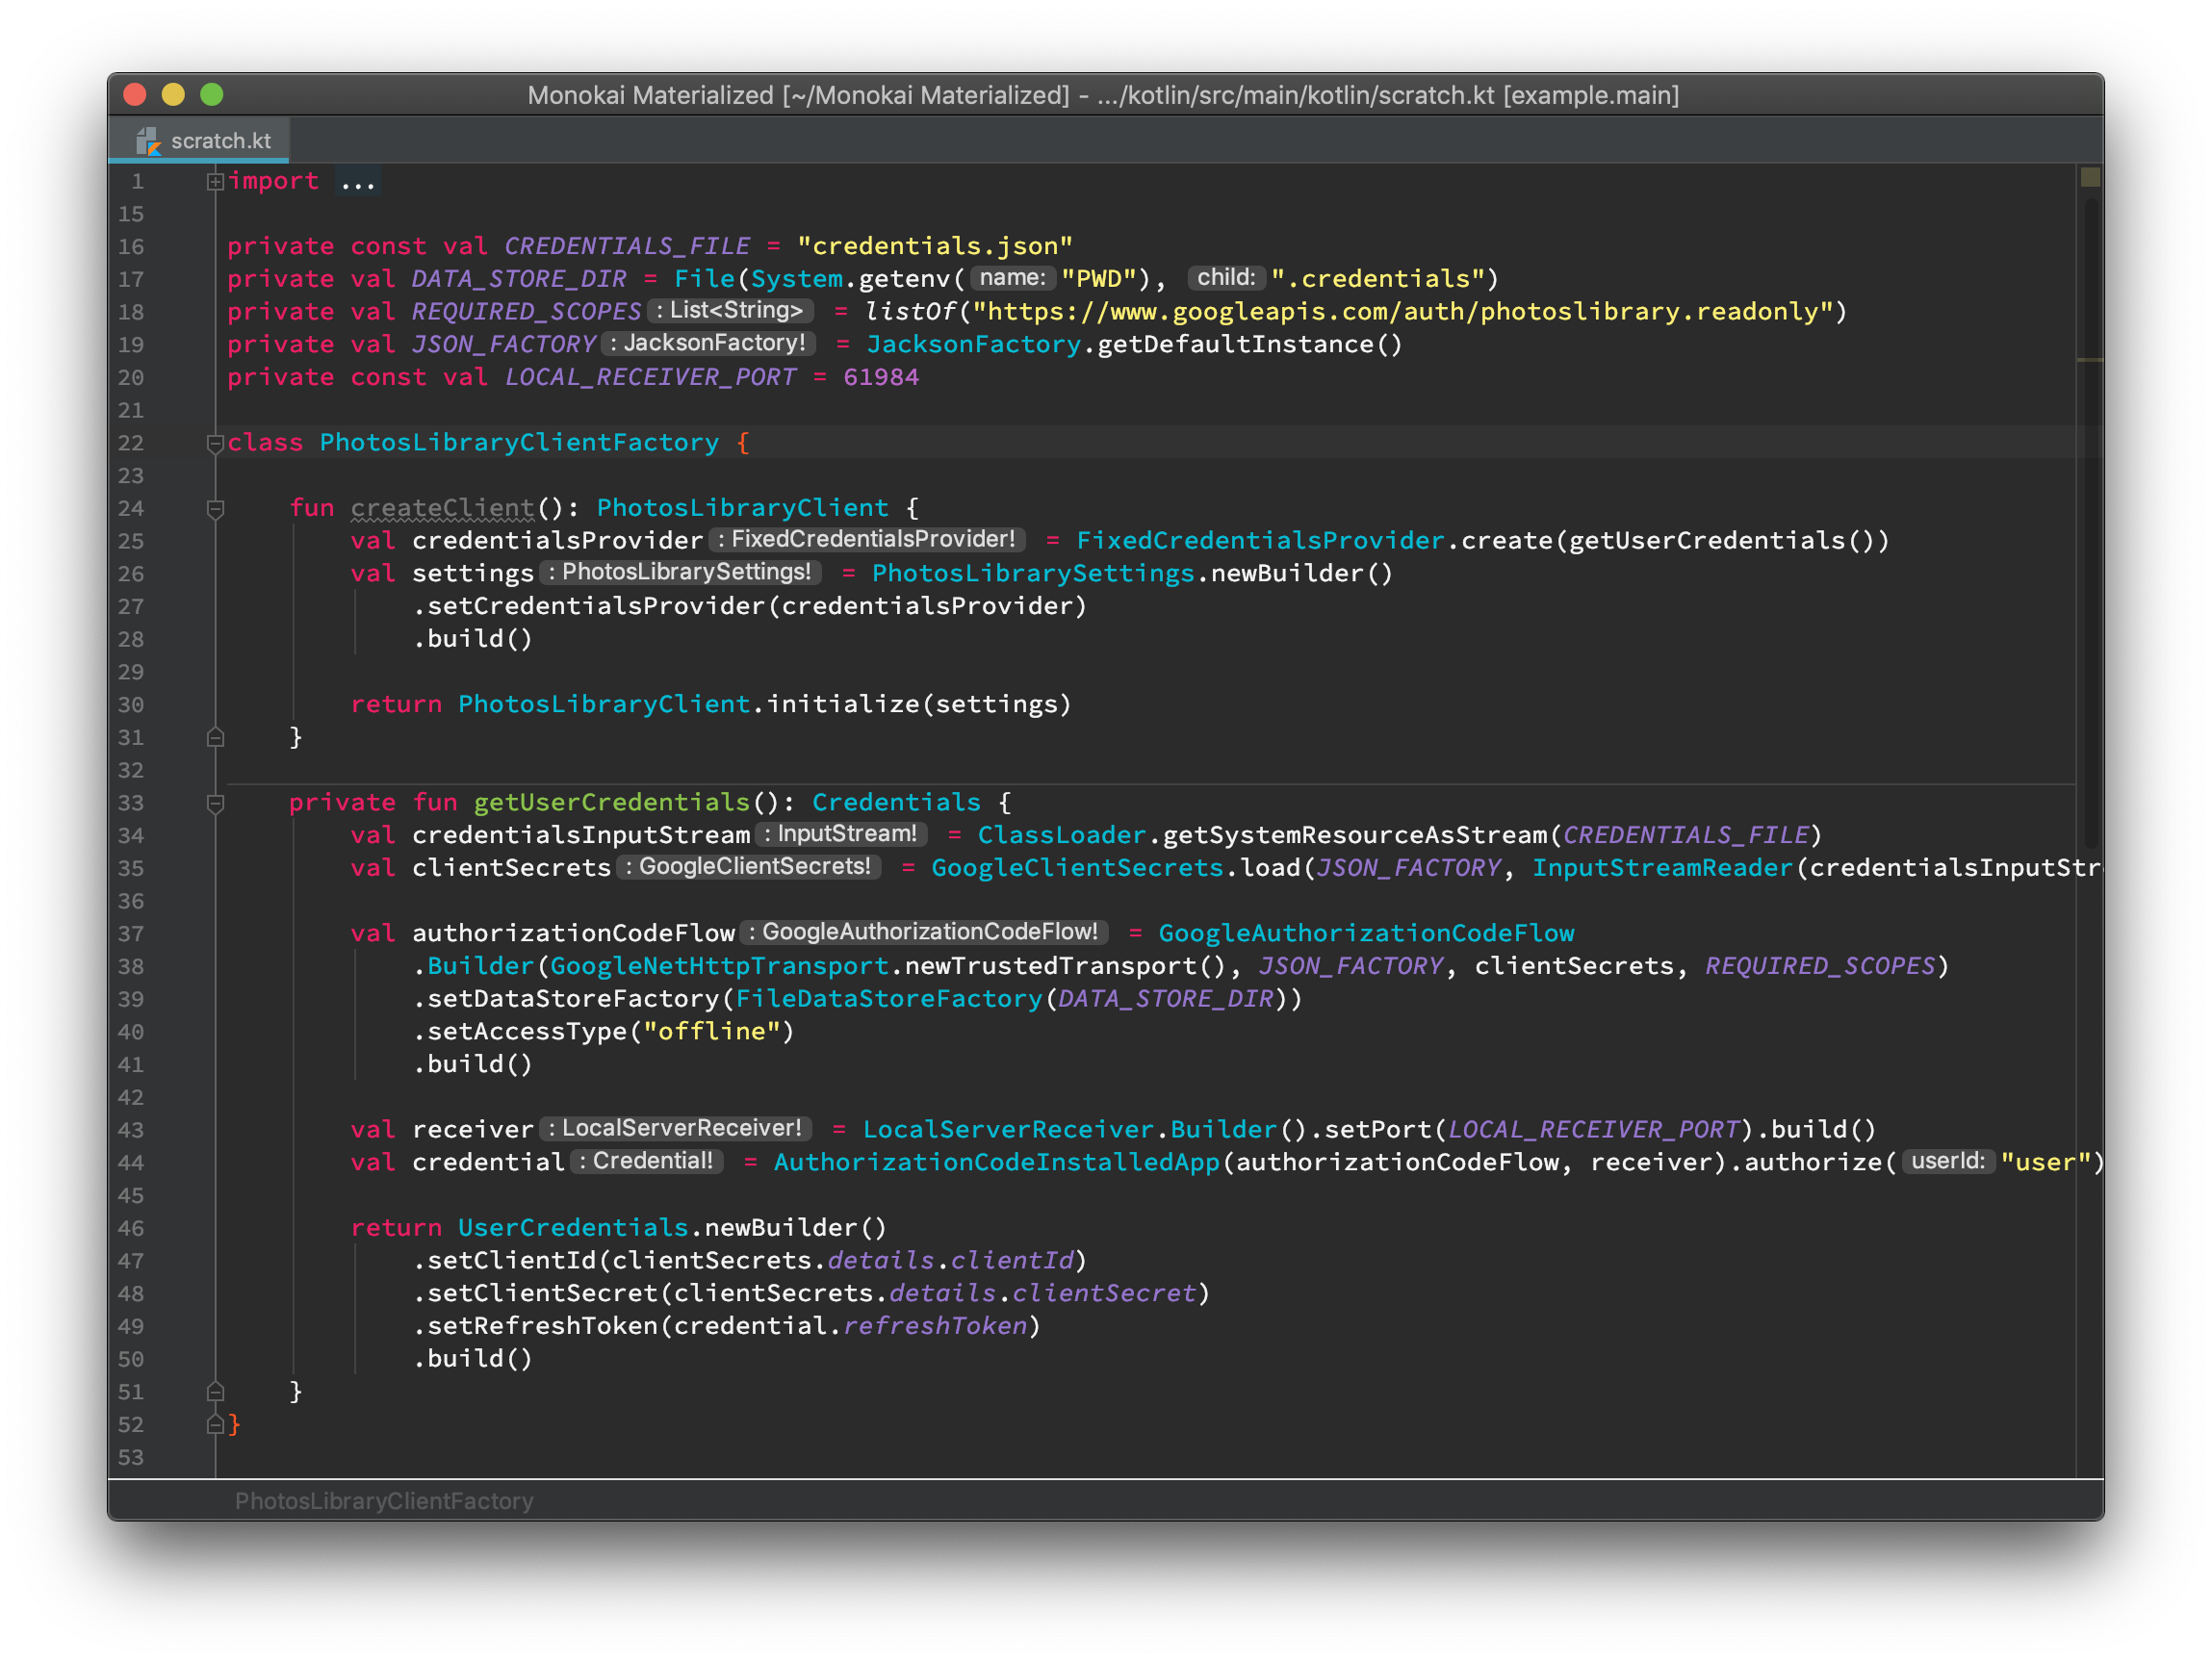 Monokai Materialized [~/Monokai Materialized] - .../kotlin/src/main/kotlin/scratch.kt [example.main]
scratch.kt
1 import ...
15
16 private const val CREDENTIALS_FILE = "credentials.json"
17 private val DATA_STORE_DIR = File(System.getenv( name: "PWD"), child: ".credentials")
18 private val REQUIRED_SCOPES : List<String> = listOf("https://www.googleapis.com/auth/photoslibrary.readonly")
19 private val JSON_FACTORY : JacksonFactory! = JacksonFactory.getDefaultInstance()
20 private const val LOCAL_RECEIVER_PORT = 61984
21
22 class PhotosLibraryClientFactory {
23
24     fun createClient(): PhotosLibraryClient {
25         val credentialsProvider : FixedCredentialsProvider! = FixedCredentialsProvider.create(getUserCredentials())
26         val settings : PhotosLibrarySettings! = PhotosLibrarySettings.newBuilder()
27             .setCredentialsProvider(credentialsProvider)
28             .build()
29
30         return PhotosLibraryClient.initialize(settings)
31     }
32
33     private fun getUserCredentials(): Credentials {
34         val credentialsInputStream : InputStream! = ClassLoader.getSystemResourceAsStream(CREDENTIALS_FILE)
35         val clientSecrets : GoogleClientSecrets! = GoogleClientSecrets.load(JSON_FACTORY, InputStreamReader(credentialsInputStr
36
37         val authorizationCodeFlow : GoogleAuthorizationCodeFlow! = GoogleAuthorizationCodeFlow
38             .Builder(GoogleNetHttpTransport.newTrustedTransport(), JSON_FACTORY, clientSecrets, REQUIRED_SCOPES)
39             .setDataStoreFactory(FileDataStoreFactory(DATA_STORE_DIR))
40             .setAccessType("offline")
41             .build()
42
43         val receiver : LocalServerReceiver! = LocalServerReceiver.Builder().setPort(LOCAL_RECEIVER_PORT).build()
44         val credential : Credential! = AuthorizationCodeInstalledApp(authorizationCodeFlow, receiver).authorize( userId: "user")
45
46         return UserCredentials.newBuilder()
47             .setClientId(clientSecrets.details.clientId)
48             .setClientSecret(clientSecrets.details.clientSecret)
49             .setRefreshToken(credential.refreshToken)
50             .build()
51     }
52 }
53
PhotosLibraryClientFactory